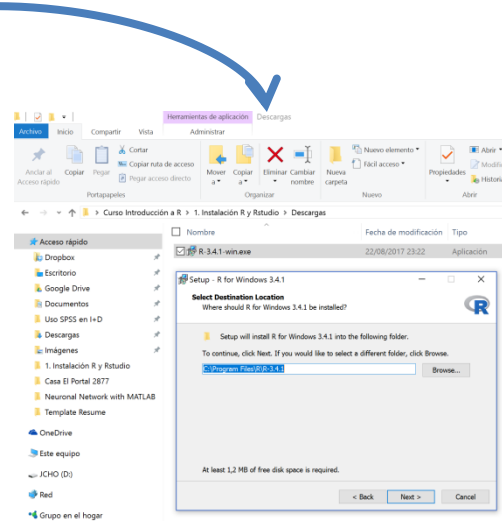 Herramientas de aplicación Descargas
Archivo Inicio Compartir Vista Administrar
Anclar al Acceso rápido
Copiar
Pegar
Cortar
Copiar ruta de acceso
Pegar acceso directo
Portapapeles
Mover a
Copiar a
Eliminar
Cambiar nombre
Organizar
Nueva carpeta
Nuevo elemento
Fácil acceso
Nuevo
Propiedades
Abrir
Abrir
Curso Introducción a R > 1. Instalación R y Rstudio > Descargas
Nombre Fecha de modificación Tipo
R-3.4.1-win.exe 22/08/2017 23:22 Aplicación
Acceso rápido
Dropbox
Escritorio
Google Drive
Documentos
Uso SPSS en I+D
Descargas
Imágenes
1. Instalación R y Rstudio
Casa El Portal 2877
Neuronal Network with MATLAB
Template Resume
OneDrive
Este equipo
JCHO (D:)
Red
Grupo en el hogar
Setup - R for Windows 3.4.1
Select Destination Location
Where should R for Windows 3.4.1 be installed?
R
Setup will install R for Windows 3.4.1 into the following folder.
To continue, click Next. If you would like to select a different folder, click Browse.
C:\Program Files\R\R-3.4.1
Browse...
At least 1,2 MB of free disk space is required.
< Back Next > Cancel